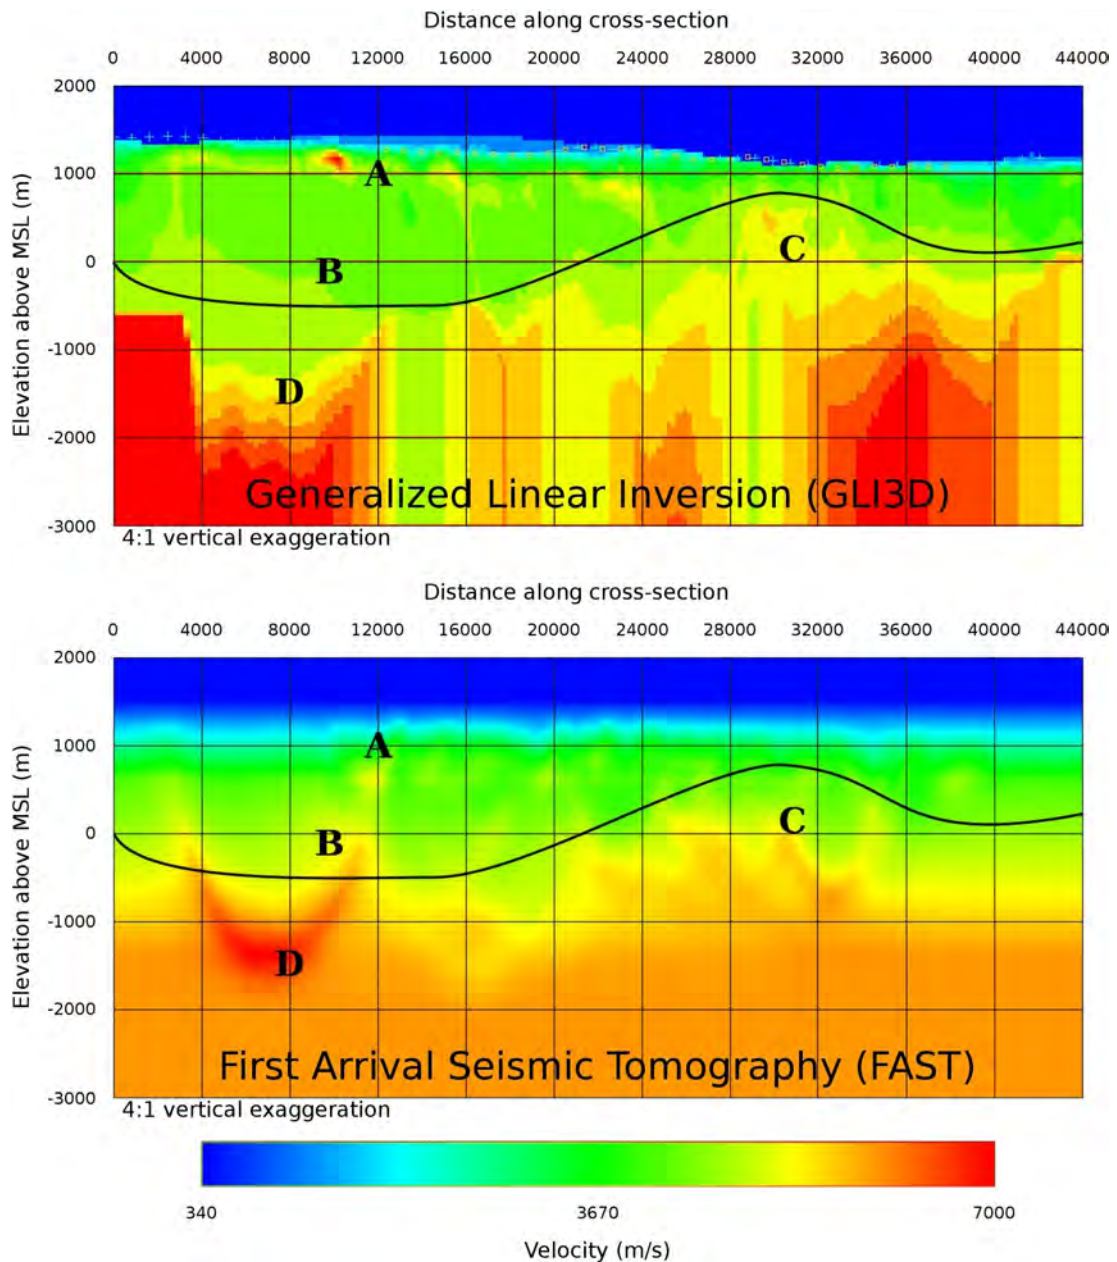 Distance along cross-section
0 4000 8000 12000 16000 20000 24000 28000 32000 36000 40000 44000
2000
1000
0
-1000
-2000
-3000
Elevation above MSL (m)
A
B
C
D
Generalized Linear Inversion (GLI3D)
4:1 vertical exaggeration
Distance along cross-section
0 4000 8000 12000 16000 20000 24000 28000 32000 36000 40000 44000
2000
1000
0
-1000
-2000
-3000
Elevation above MSL (m)
A
B
C
D
First Arrival Seismic Tomography (FAST)
4:1 vertical exaggeration
340 3670 7000
Velocity (m/s)